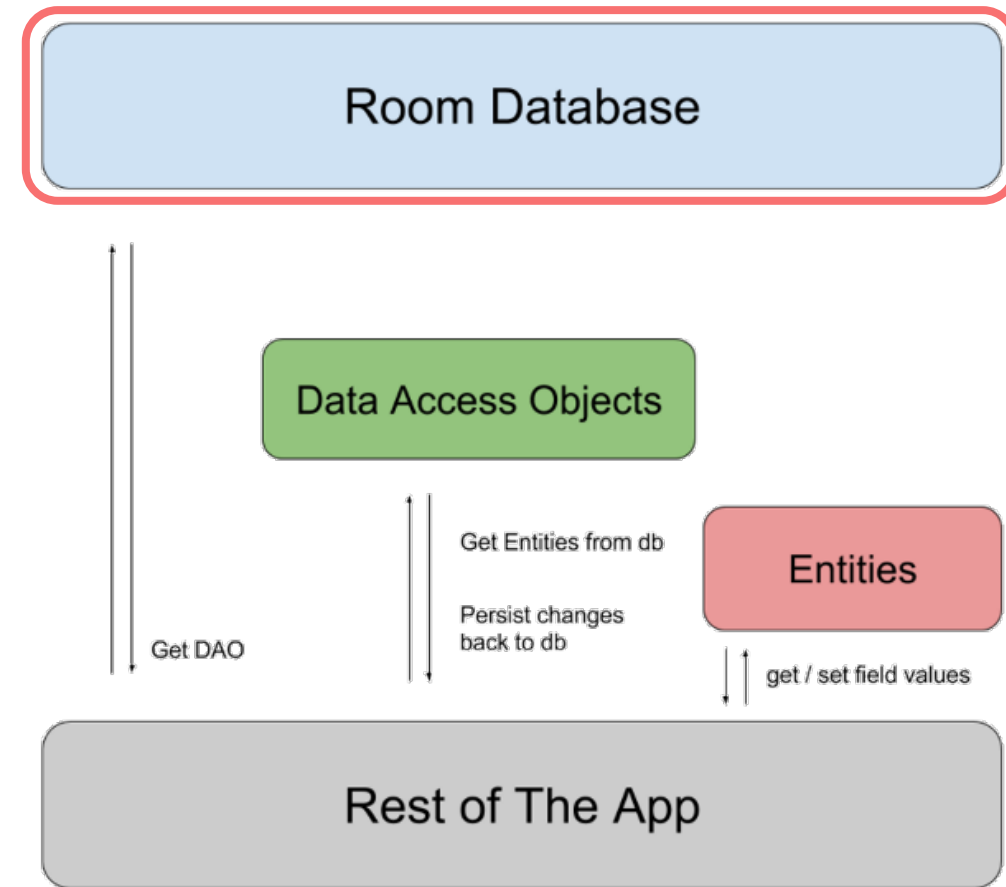 Room Database
Data Access Objects
Get Entities from db
Entities
Persist changes
back to db
Get DAO
get / set field values
Rest of The App